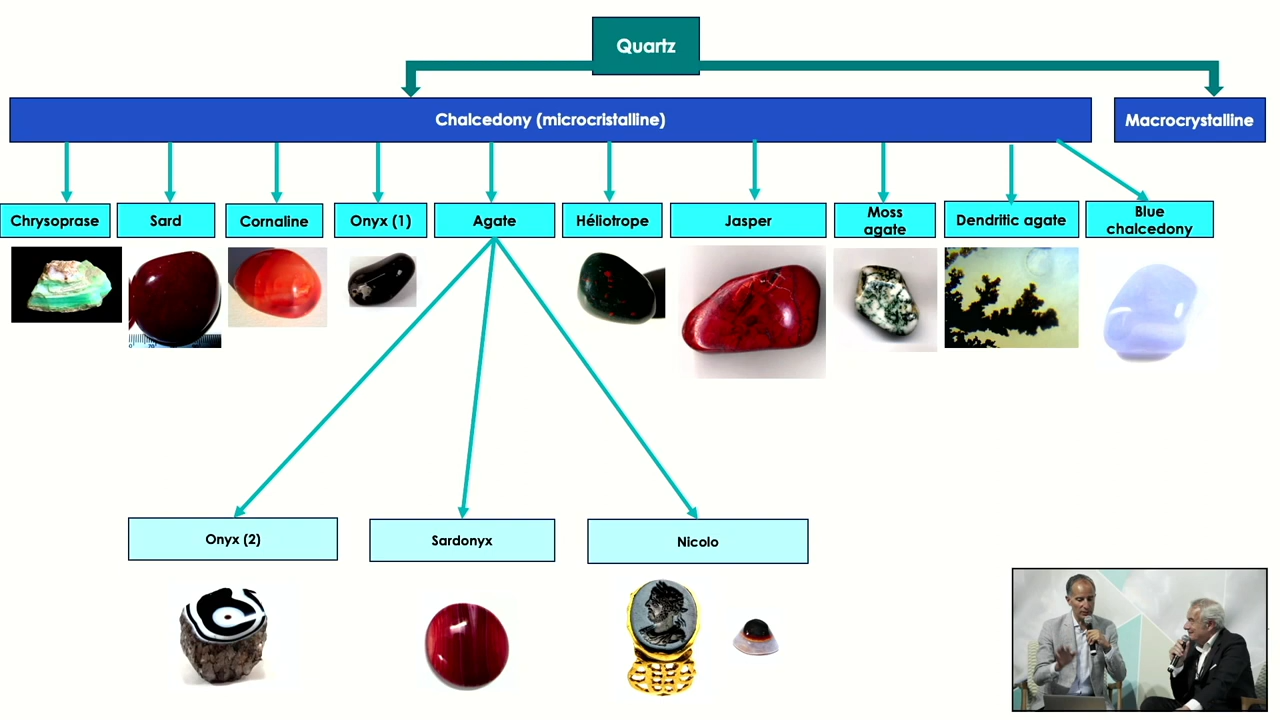 Quartz
Chalcedony (microcristalline)
Macrocrystalline
Chrysoprase
Sard
Cornaline
Onyx (1)
Agate
Héliotrope
Jasper
Moss
agate
Dendritic agate
Blue
chalcedony
Onyx (2)
Sardonyx
Nicolo